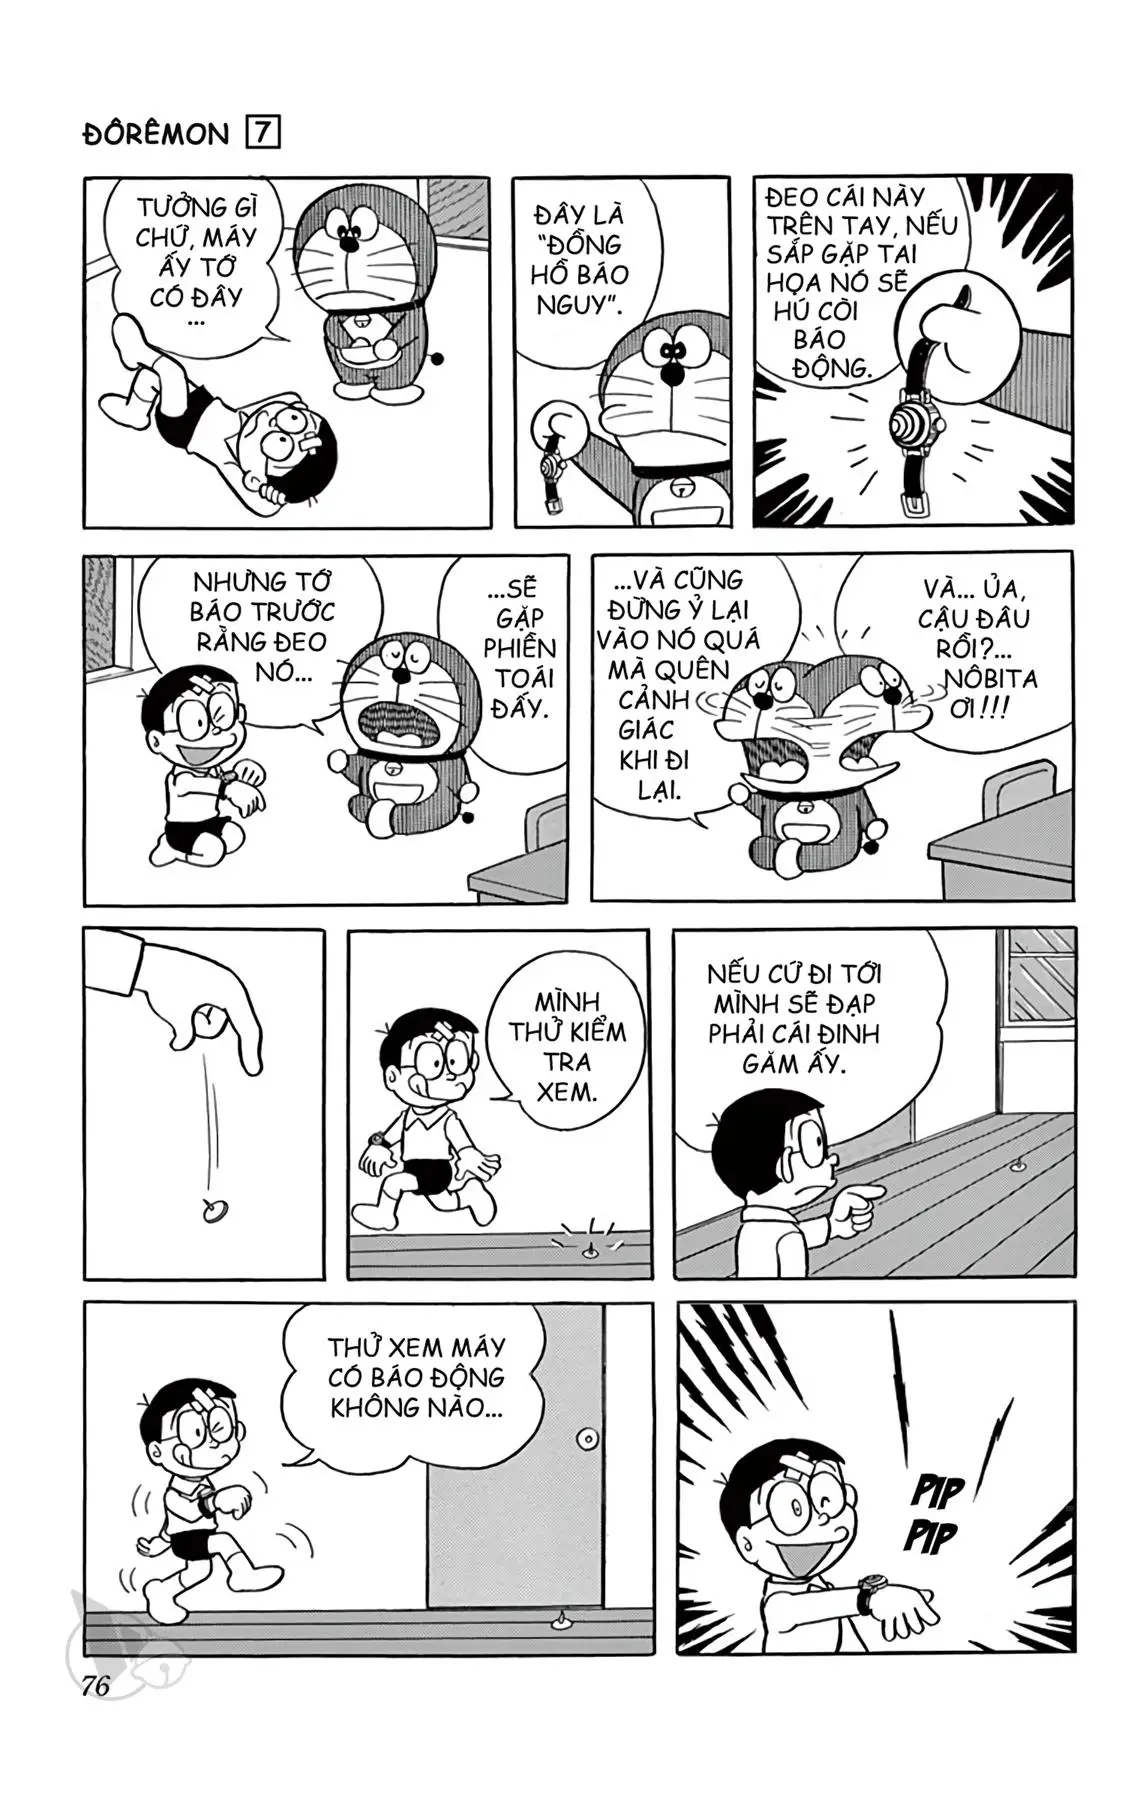 ĐÔRÊMON 7
TƯỞNG GÌ
CHỨ, MÁY
ẤY TỚ
CÓ ĐÂY
...
ĐÂY LÀ
"ĐỒNG
HỒ BÁO
NGUY".
ĐEO CÁI NÀY
TRÊN TAY, NẾU
SẮP GẶP TAI
HỌA NÓ SẼ
HÚ CÒI
BÁO
ĐỘNG.
NHƯNG TỚ
BÁO TRƯỚC
RẰNG ĐEO
NÓ...
...SẼ
GẶP
PHIỀN
TOÁI
ĐẤY.
...VÀ CŨNG
ĐỪNG Ỷ LẠI
VÀO NÓ QUÁ
MÀ QUÊN
CẢNH
GIÁC
KHI ĐI
LẠI.
VÀ... ỦA,
CẬU ĐÂU
RỒI?...
NÔBITA
ƠI!!!
MÌNH
THỬ KIỂM
TRA
XEM.
NẾU CỨ ĐI TỚI
MÌNH SẼ ĐẠP
PHẢI CÁI ĐINH
GĂM ẤY.
THỬ XEM MÁY
CÓ BÁO ĐỘNG
KHÔNG NÀO...
PIP
PIP
76